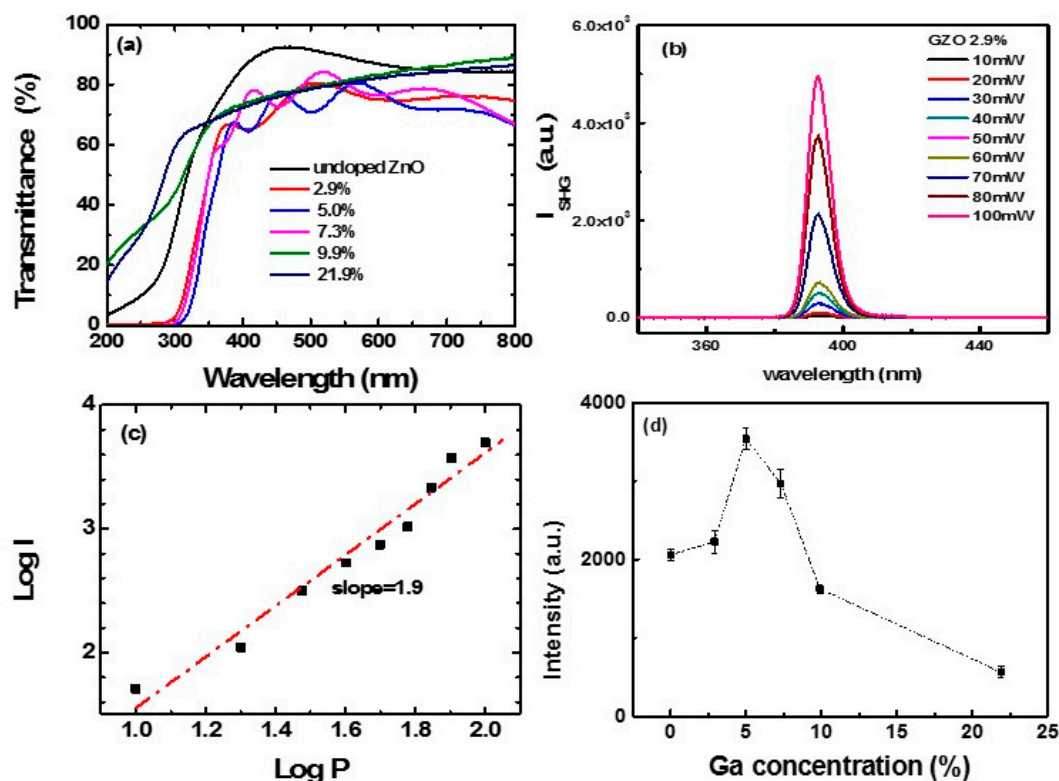 (a)
100
80
60
40
20
0
Transmittance (%)
undoped ZnO
2.9%
5.0%
7.3%
9.9%
21.9%
200 300 400 500 600 700 800
Wavelength (nm)
(b)
6.0x10³
4.0x10³
2.0x10³
0.0
I_SHG (a.u.)
GZO 2.9%
10mW
20mW
30mW
40mW
50mW
60mW
70mW
80mW
100mW
360 400 440
wavelength (nm)
(c)
4
3
2
Log I
slope=1.9
1.0 1.2 1.4 1.6 1.8 2.0
Log P
(d)
4000
2000
0
Intensity (a.u.)
0 5 10 15 20 25
Ga concentration (%)